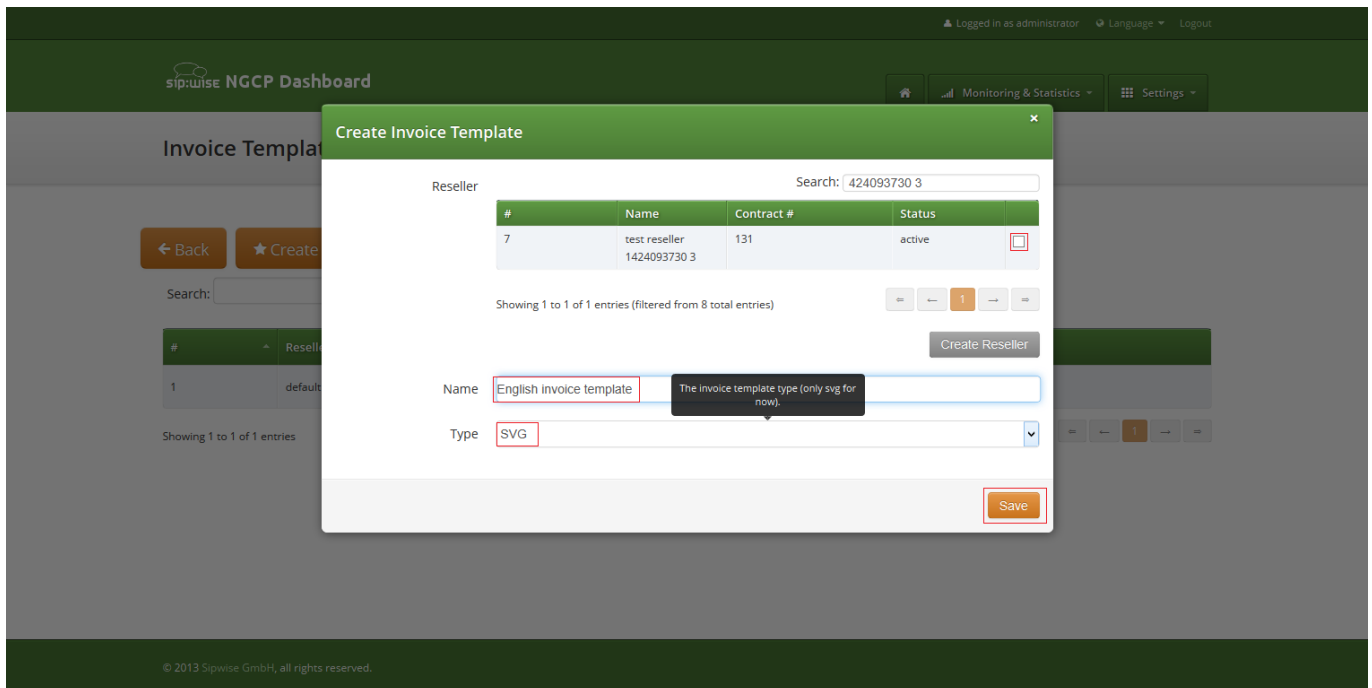 Logged in as administrator Language Logout
sip:wise NGCP Dashboard
Monitoring & Statistics Settings
Create Invoice Template ×
Invoice Templat
Reseller Search: 424093730 3
# Name Contract # Status
7 test reseller 131 active
1424093730 3
← Back ★ Create
Search:
Showing 1 to 1 of 1 entries (filtered from 8 total entries) ⇐ ← 1 → ⇒
# Reselle
Create Reseller
1 default
Name English invoice template The invoice template type (only svg for
now).
Showing 1 to 1 of 1 entries ⇐ ← 1 → ⇒
Type SVG
Save
© 2013 Sipwise GmbH, all rights reserved.